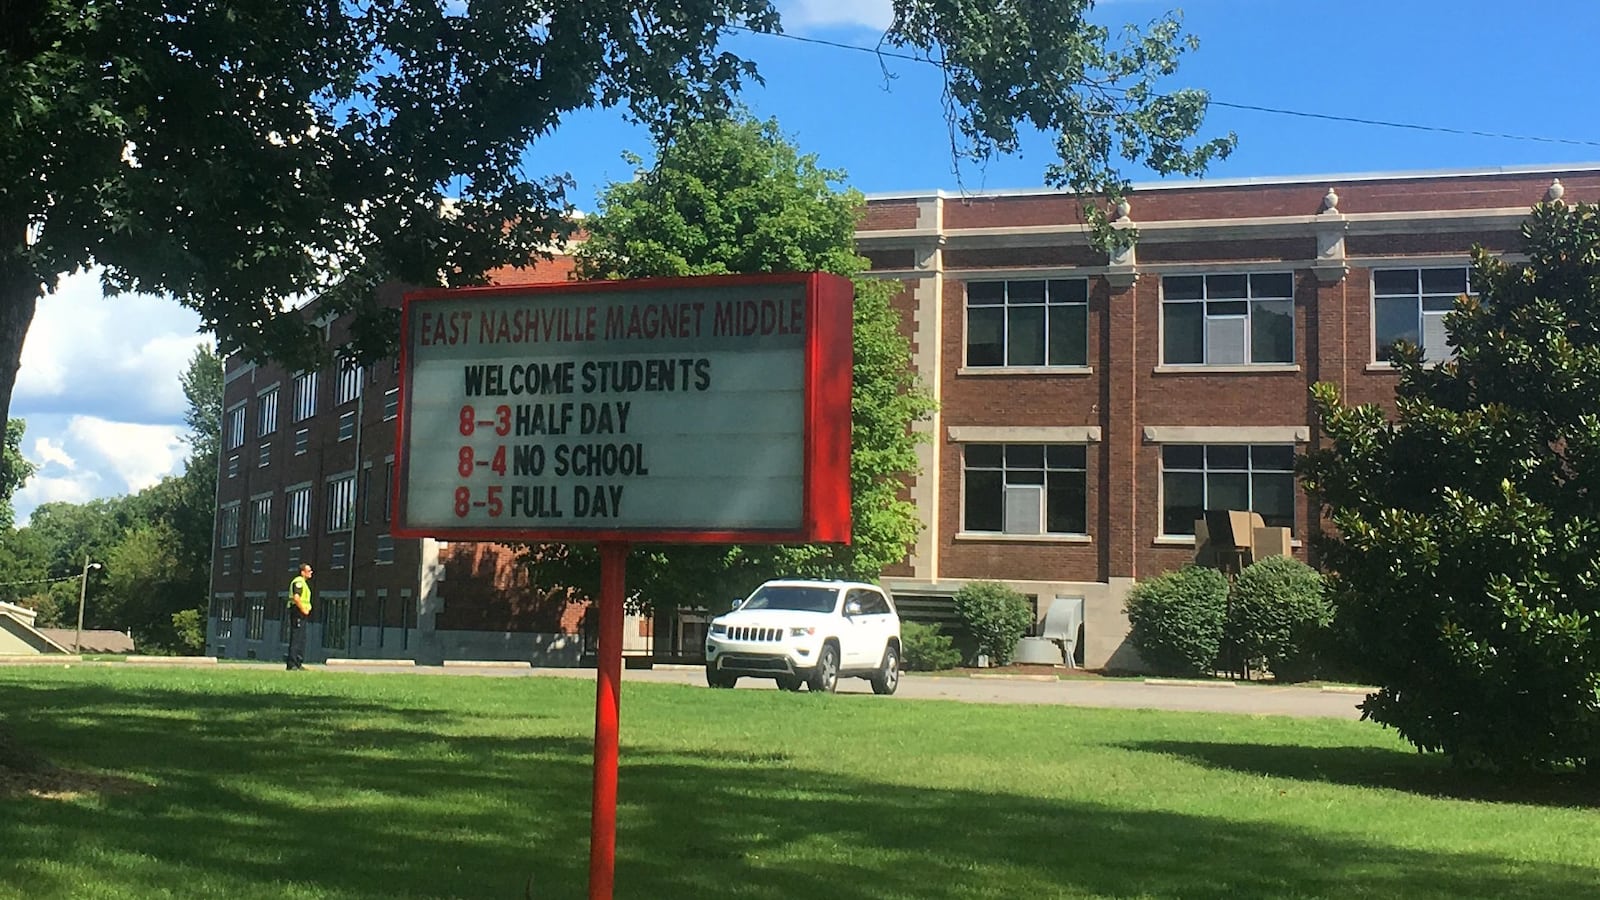 EAST NASHVILLE MAGNET MIDDLE
WELCOME STUDENTS
8-3 HALF DAY
8-4 NO SCHOOL
8-5 FULL DAY